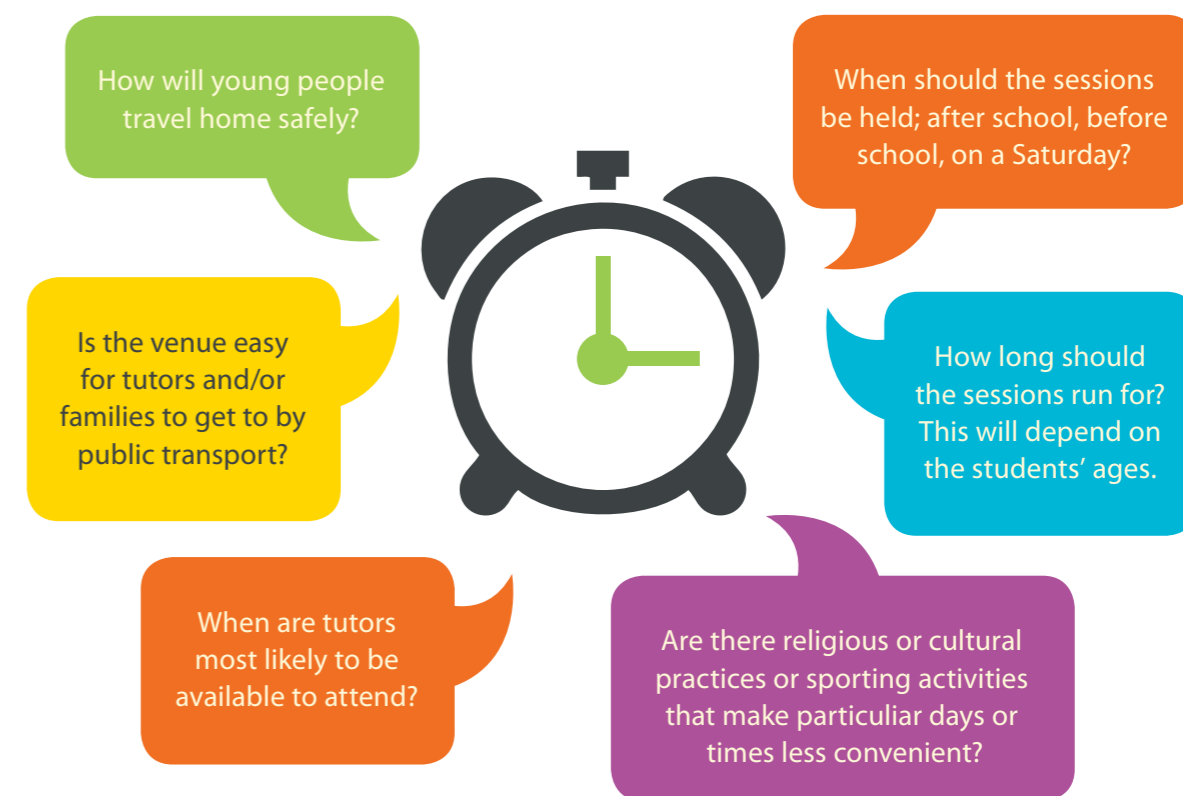 How will young people
travel home safely?
When should the sessions
be held; after school, before
school, on a Saturday?
Is the venue easy
for tutors and/or
families to get to by
public transport?
How long should
the sessions run for?
This will depend on
the students’ ages.
When are tutors
most likely to be
available to attend?
Are there religious or cultural
practices or sporting activities
that make particuliar days or
times less convenient?